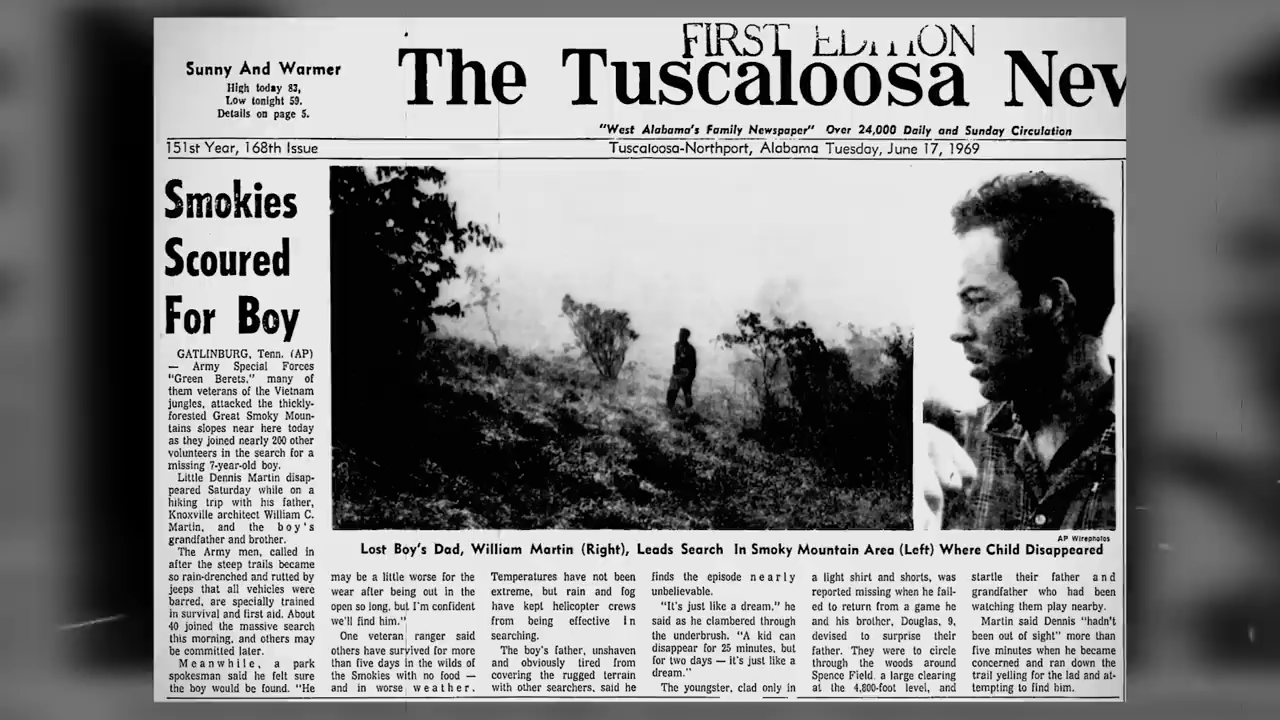 FIRST EDITION
Sunny And Warmer
High today 83,
Low tonight 59.
Details on page 5.
The Tuscaloosa New
"West Alabama's Family Newspaper" Over 24,000 Daily and Sunday Circulation
151st Year, 168th Issue
Tuscaloosa-Northport, Alabama Tuesday, June 17, 1969
Smokies
Scoured
For Boy
GATLINBURG, Tenn. (AP)
— Army Special Forces
"Green Berets," many of
them veterans of the Vietnam
jungles, attacked the thickly-
forested Great Smoky Moun-
tains slopes near here today
as they joined nearly 200 other
volunteers in the search for a
missing 7-year-old boy.
Little Dennis Martin disap-
peared Saturday while on a
hiking trip with his father,
Knoxville architect William C.
Martin, and the boy's
grandfather and brother.
The Army men, called in
after the steep trails became
so rain-drenched and rutted by
jeeps that all vehicles were
barred, are specially trained
in survival and first aid. About
40 joined the massive search
this morning, and others may
be committed later.
Meanwhile, a park
spokesman said he felt sure
the boy would be found. "He
AP Wirephotos
Lost Boy's Dad, William Martin (Right), Leads Search In Smoky Mountain Area (Left) Where Child Disappeared
may be a little worse for the
wear after being out in the
open so long, but I'm confident
we'll find him."
One veteran ranger said
others have survived for more
than five days in the wilds of
the Smokies with no food —
and in worse weather.
Temperatures have not been
extreme, but rain and fog
have kept helicopter crews
from being effective in
searching.
The boy's father, unshaven
and obviously tired from
covering the rugged terrain
with other searchers, said he
finds the episode nearly
unbelievable.
"It's just like a dream," he
said as he clambered through
the underbrush. "A kid can
disappear for 25 minutes, but
for two days — it's just like a
dream."
The youngster, clad only in
a light shirt and shorts, was
reported missing when he fail-
ed to return from a game he
and his brother, Douglas, 9,
devised to surprise their
father. They were to circle
through the woods around
Spence Field, a large clearing
at the 4,800-foot level, and
startle their father and
grandfather who had been
watching them play nearby.
Martin said Dennis "hadn't
been out of sight" more than
five minutes when he became
concerned and ran down the
trail yelling for the lad and at-
tempting to find him.